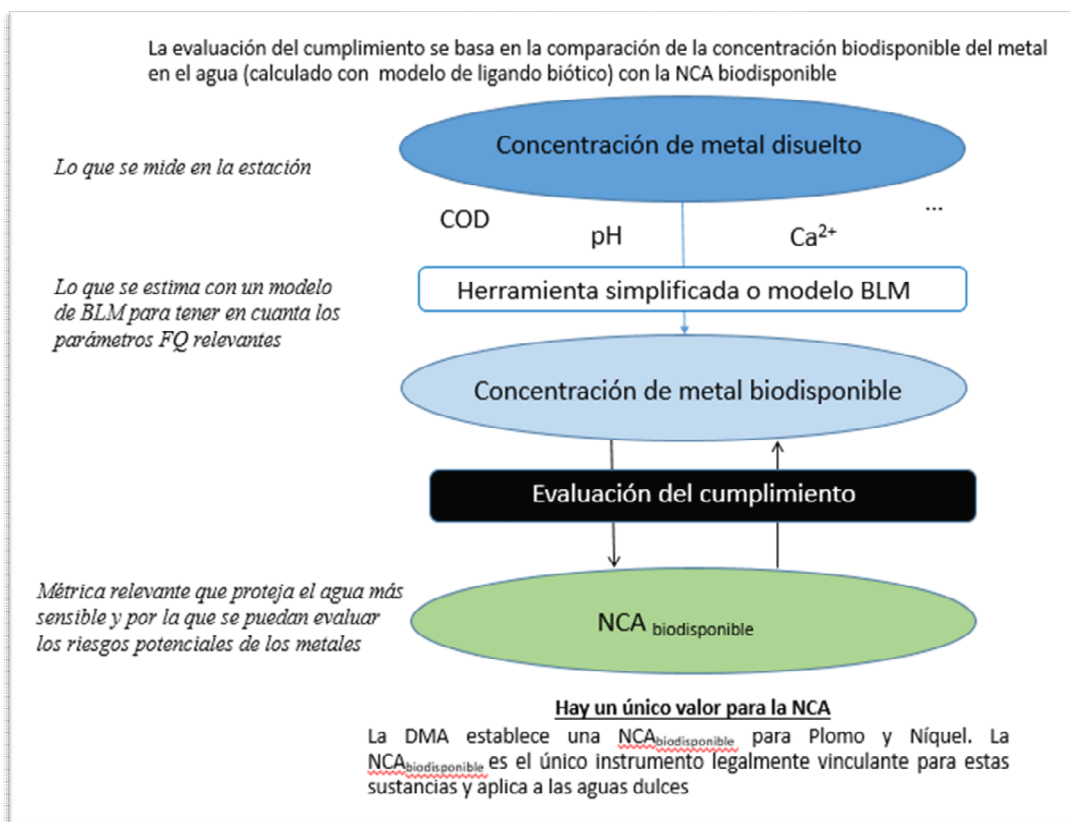 La evaluación del cumplimiento se basa en la comparación de la concentración biodisponible del metal
en el agua (calculado con modelo de ligando biótico) con la NCA biodisponible
Concentración de metal disuelto
Lo que se mide en la estación
COD
pH
Ca²⁺
...
Lo que se estima con un modelo
de BLM para tener en cuanta los
parámetros FQ relevantes
Herramienta simplificada o modelo BLM
Concentración de metal biodisponible
Evaluación del cumplimiento
Métrica relevante que proteja el agua más
sensible y por la que se puedan evaluar
los riesgos potenciales de los metales
NCA biodisponible
Hay un único valor para la NCA
La DMA establece una NCAbiodisponible para Plomo y Níquel. La
NCAbiodisponible es el único instrumento legalmente vinculante para estas
sustancias y aplica a las aguas dulces